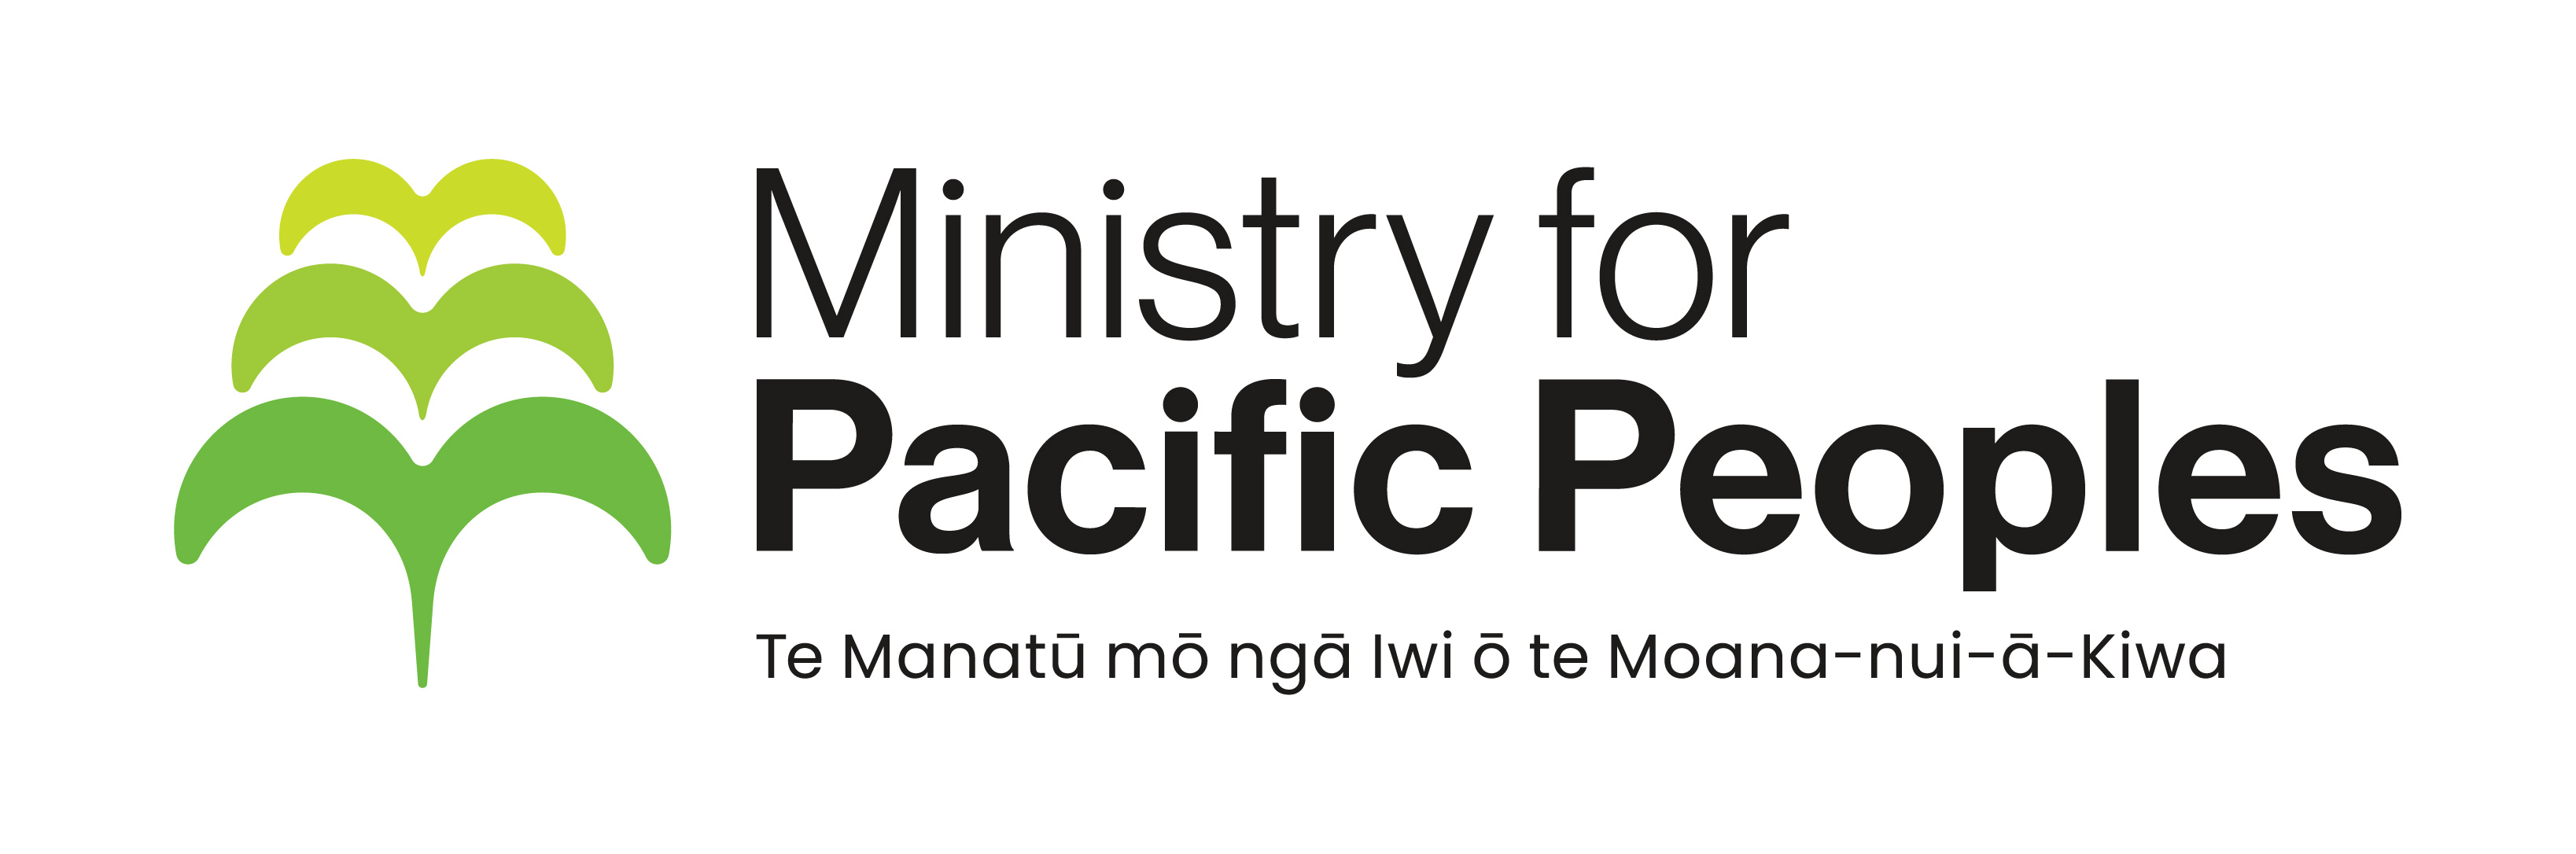 Ministry for
Pacific Peoples
Te Manatū mō ngā Iwi ō te Moana-nui-ā-Kiwa